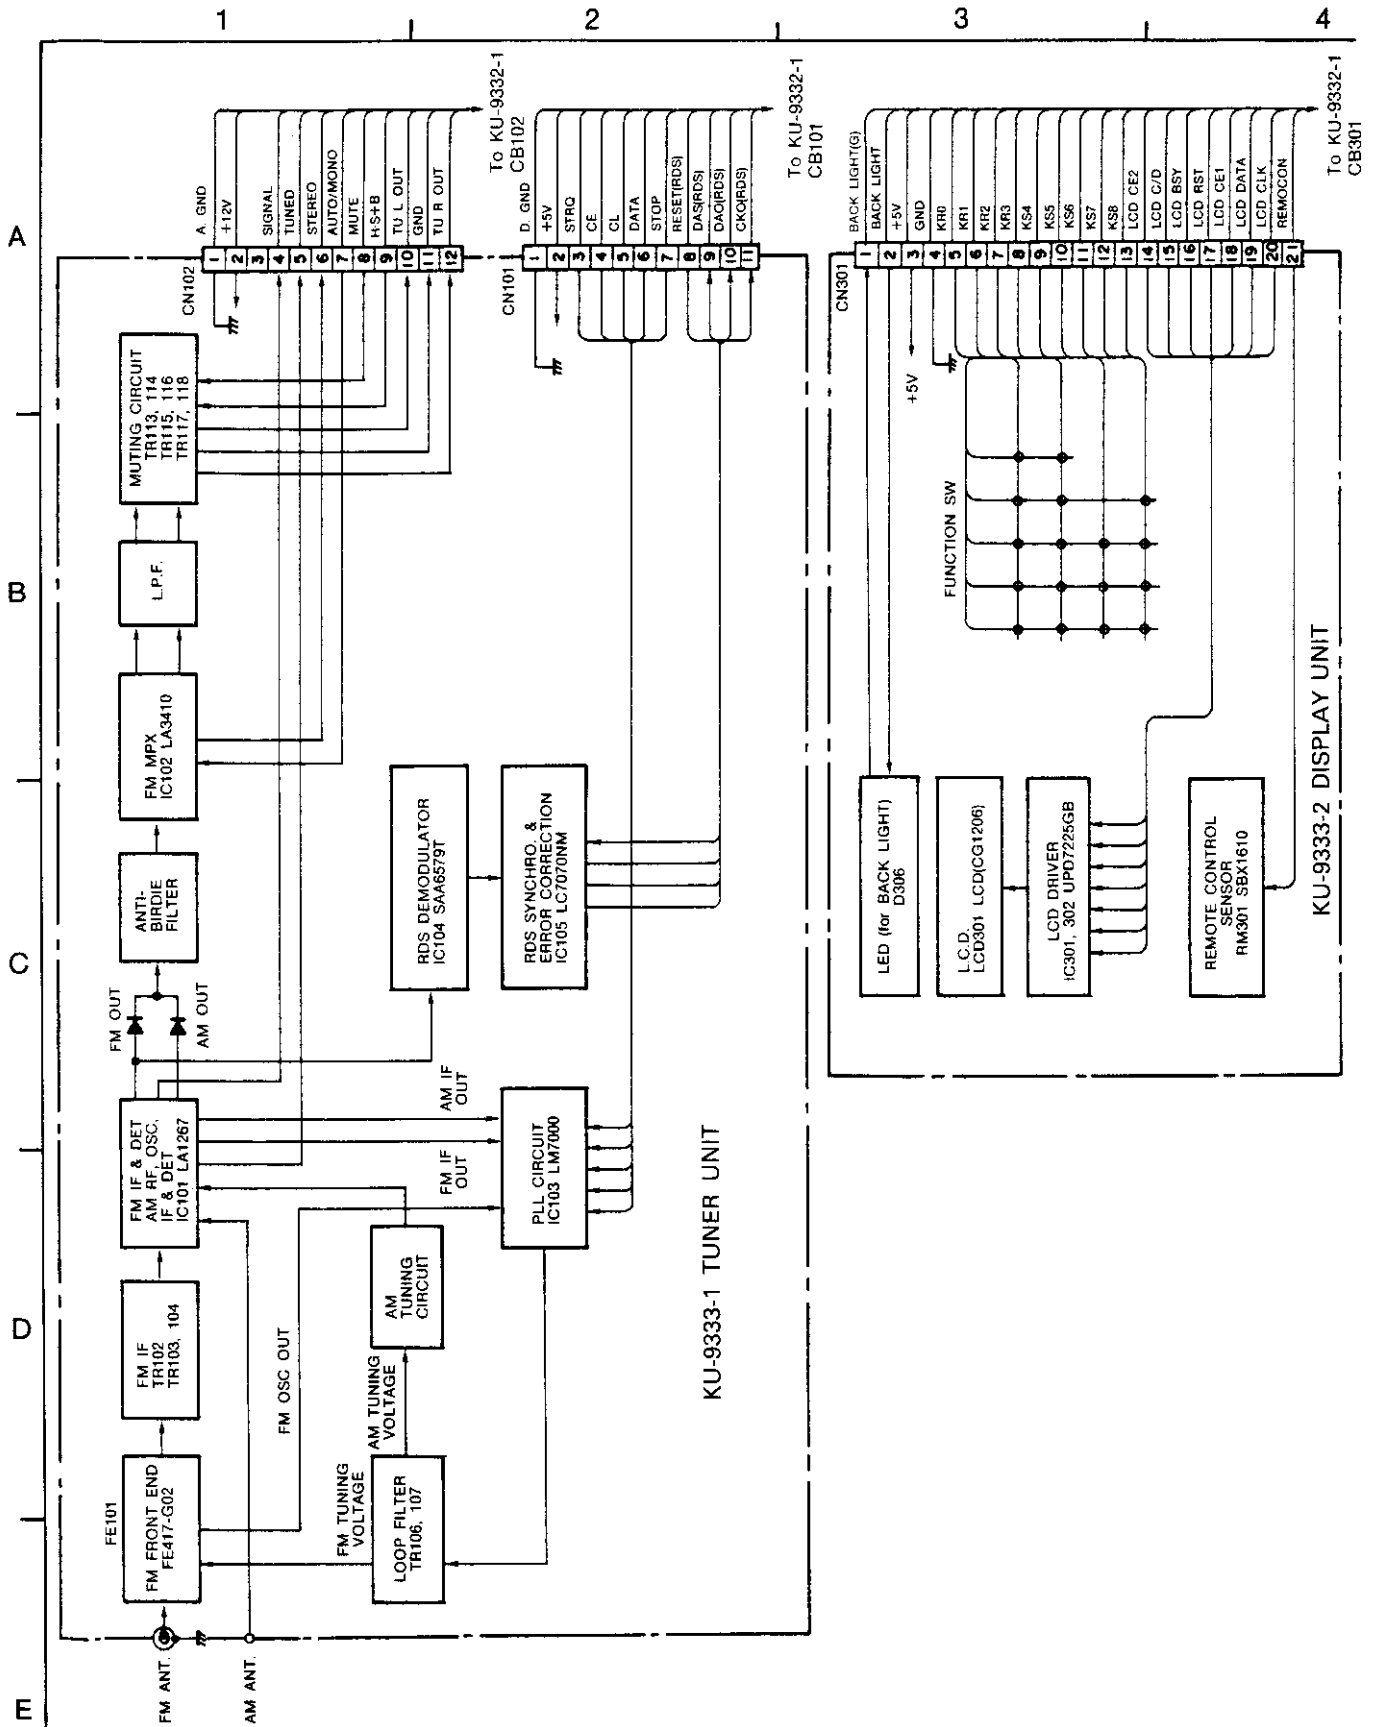 1
2
3
4
A
B
C
D
E
To KU-9332-1
CB102
To KU-9332-1
CB101
To KU-9332-1
CB301
A. GND
+12V
SIGNAL
TUNED
STEREO
AUTO/MONO
MUTE
H·S+B
TU L OUT
GND
TU R OUT
CN102
1
2
3
4
5
6
7
8
9
10
11
12
D. GND
+5V
STRQ
CE
CL
DATA
STOP
RESET(RDS)
DAS(RDS)
DAO(RDS)
CKO(RDS)
CN101
1
2
3
4
5
6
7
8
9
10
11
BACK LIGHT(G)
BACK LIGHT
+5V
GND
KR0
KR1
KR2
KR3
KS4
KS5
KS6
KS7
KS8
LCD CE2
LCD C/D
LCD BSY
LCD RST
LCD CE1
LCD DATA
LCD CLK
REMOCON
CN301
1
2
3
4
5
6
7
8
9
10
11
12
13
14
15
16
17
18
19
20
21
+5V
FUNCTION SW
MUTING CIRCUIT
TR113, 114
TR115, 116
TR117, 118
L.P.F.
FM MPX
IC102 LA3410
ANTI-
BIRDIE
FILTER
FM OUT
AM OUT
FM IF & DET
AM RF, OSC,
IF & DET
IC101 LA1267
FM IF
TR102
TR103, 104
FE101
FM FRONT END
FE417-G02
FM ANT.
AM ANT.
RDS DEMODULATOR
IC104 SAA6579T
RDS SYNCHRO. &
ERROR CORRECTION
IC105 LC7070NM
AM IF
OUT
FM IF
OUT
PLL CIRCUIT
IC103 LM7000
FM OSC OUT
AM
TUNING
CIRCUIT
AM TUNING
VOLTAGE
FM TUNING
VOLTAGE
LOOP FILTER
TR106, 107
KU-9333-1 TUNER UNIT
LED (for BACK LIGHT)
D306
L.C.D.
LCD301 LCD(CG1206)
LCD DRIVER
IC301, 302 UPD7225GB
REMOTE CONTROL
SENSOR
RM301 SBX1610
KU-9333-2 DISPLAY UNIT